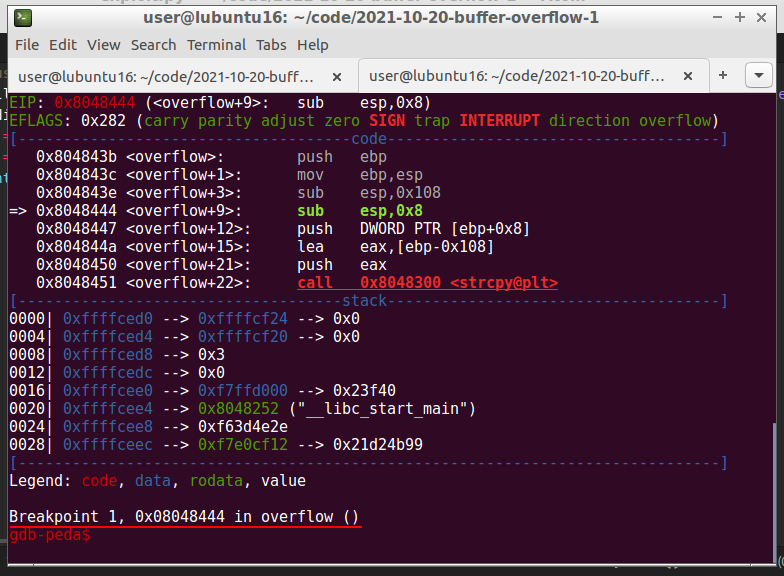 user@lubuntu16: ~/code/2021-10-20-buffer-overflow-1
File Edit View Search Terminal Tabs Help
user@lubuntu16: ~/code/2021-10-20-buff... × user@lubuntu16: ~/code/2021-10-20-buff... × +
EIP: 0x8048444 (<overflow+9>: sub esp,0x8)
EFLAGS: 0x282 (carry parity adjust zero SIGN trap INTERRUPT direction overflow)
[-------------------------------------code-------------------------------------]
0x804843b <overflow>: push ebp
0x804843c <overflow+1>: mov ebp,esp
0x804843e <overflow+3>: sub esp,0x108
=> 0x8048444 <overflow+9>: sub esp,0x8
0x8048447 <overflow+12>: push DWORD PTR [ebp+0x8]
0x804844a <overflow+15>: lea eax,[ebp-0x108]
0x8048450 <overflow+21>: push eax
0x8048451 <overflow+22>: call 0x8048300 <strcpy@plt>
[------------------------------------stack-------------------------------------]
0000| 0xffffced0 --> 0xffffcf24 --> 0x0
0004| 0xffffced4 --> 0xffffcf20 --> 0x0
0008| 0xffffced8 --> 0x3
0012| 0xffffcedc --> 0x0
0016| 0xffffcee0 --> 0xf7ffd000 --> 0x23f40
0020| 0xffffcee4 --> 0x8048252 ("__libc_start_main")
0024| 0xffffcee8 --> 0xf63d4e2e
0028| 0xffffceec --> 0xf7e0cf12 --> 0x21d24b99
[------------------------------------------------------------------------------]
Legend: code, data, rodata, value
Breakpoint 1, 0x08048444 in overflow ()
gdb-peda$